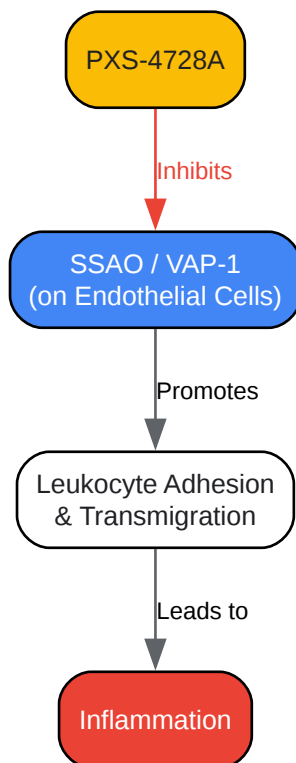 PXS-4728A
Inhibits
SSAO / VAP-1
(on Endothelial Cells)
Promotes
Leukocyte Adhesion
& Transmigration
Leads to
Inflammation